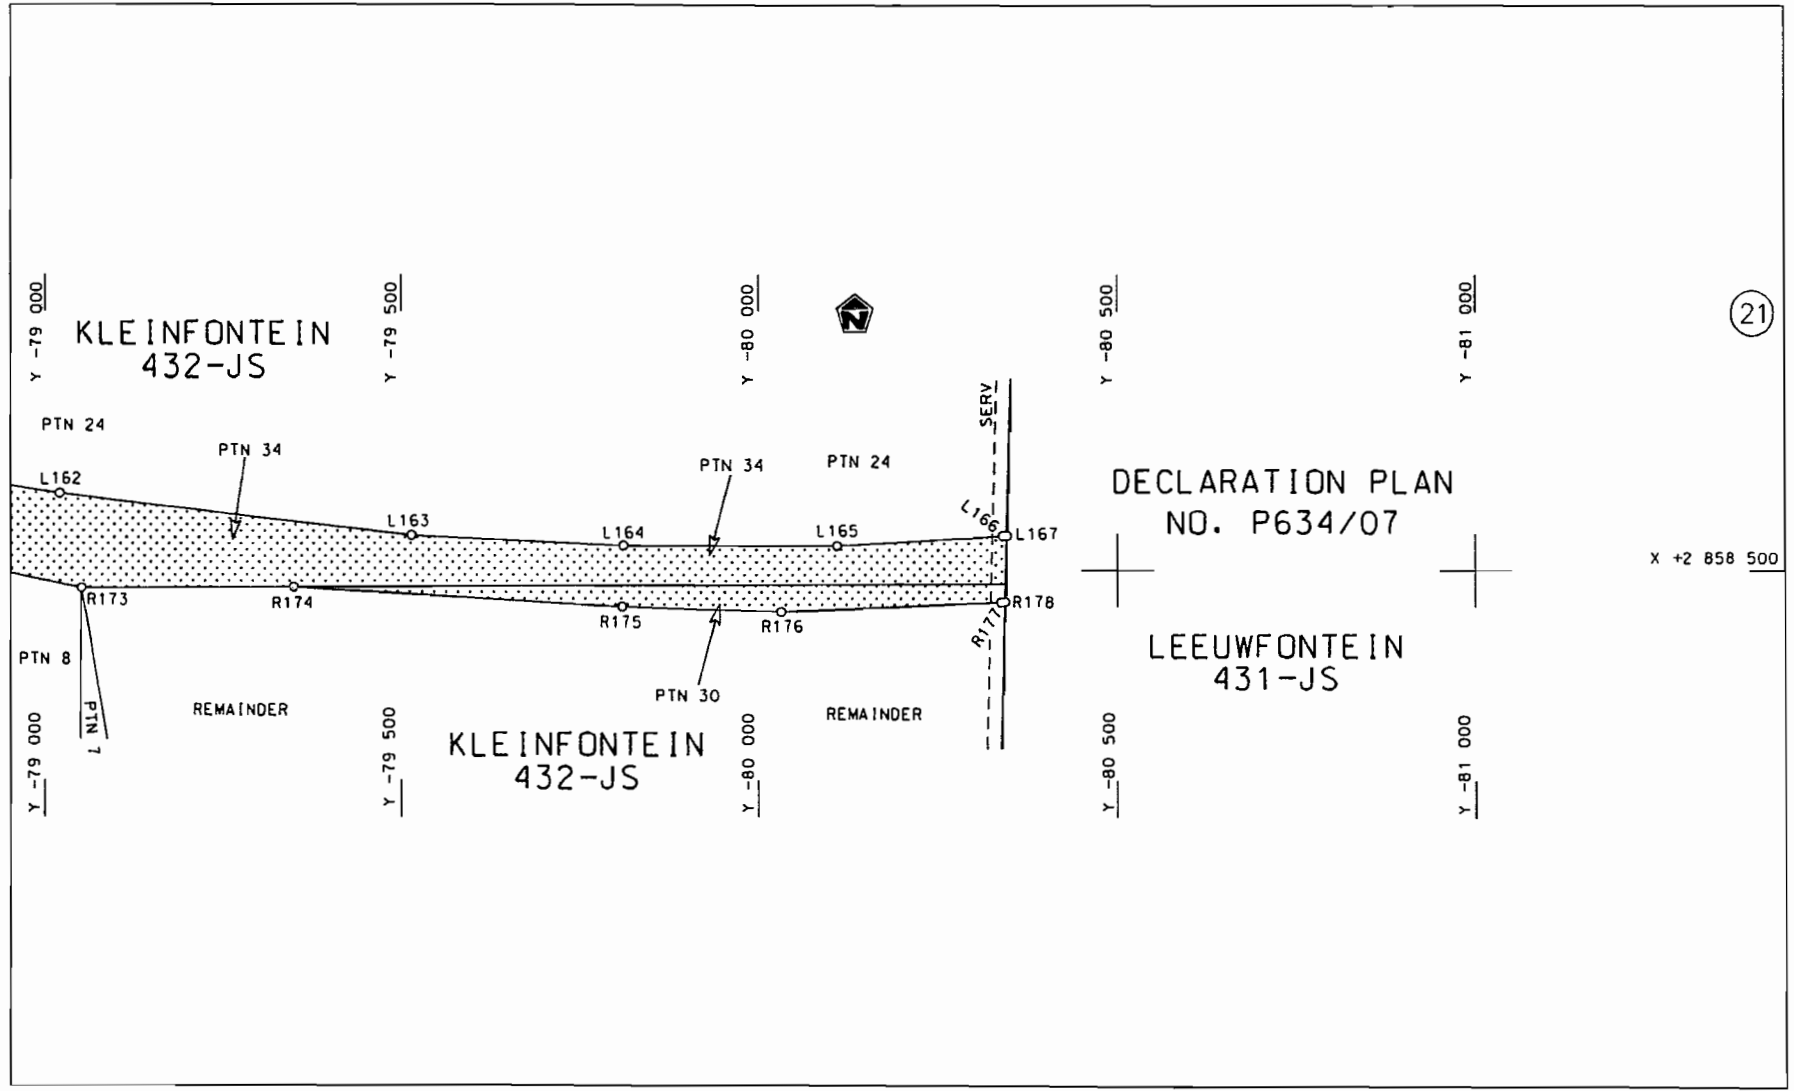 Y -79 000
Y -79 500
Y -80 000
N
Y -80 500
Y -81 000
21
KLEINFONTEIN
432-JS
PTN 24
PTN 34
PTN 34
PTN 24
SERV
L162
L163
L164
L165
L166
L167
DECLARATION PLAN
NO. P634/07
X +2 858 500
R173
R174
R175
R176
R177
R178
PTN 8
PTN 7
REMAINDER
PTN 30
REMAINDER
LEEUWFONTEIN
431-JS
KLEINFONTEIN
432-JS
Y -79 000
Y -79 500
Y -80 000
Y -80 500
Y -81 000